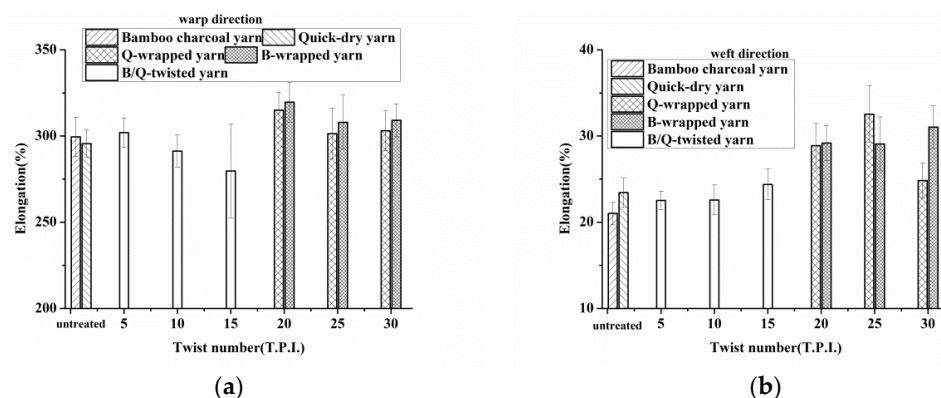 warp direction
Bamboo charcoal yarn Quick-dry yarn
Q-wrapped yarn B-wrapped yarn
B/Q-twisted yarn
350
300
250
200
Elongation(%)
untreated 5 10 15 20 25 30
Twist number(T.P.I.)
(a)
weft direction
Bamboo charcoal yarn
Quick-dry yarn
Q-wrapped yarn
B-wrapped yarn
B/Q-twisted yarn
40
30
20
10
Elongation(%)
untreated 5 10 15 20 25 30
Twist number(T.P.I.)
(b)